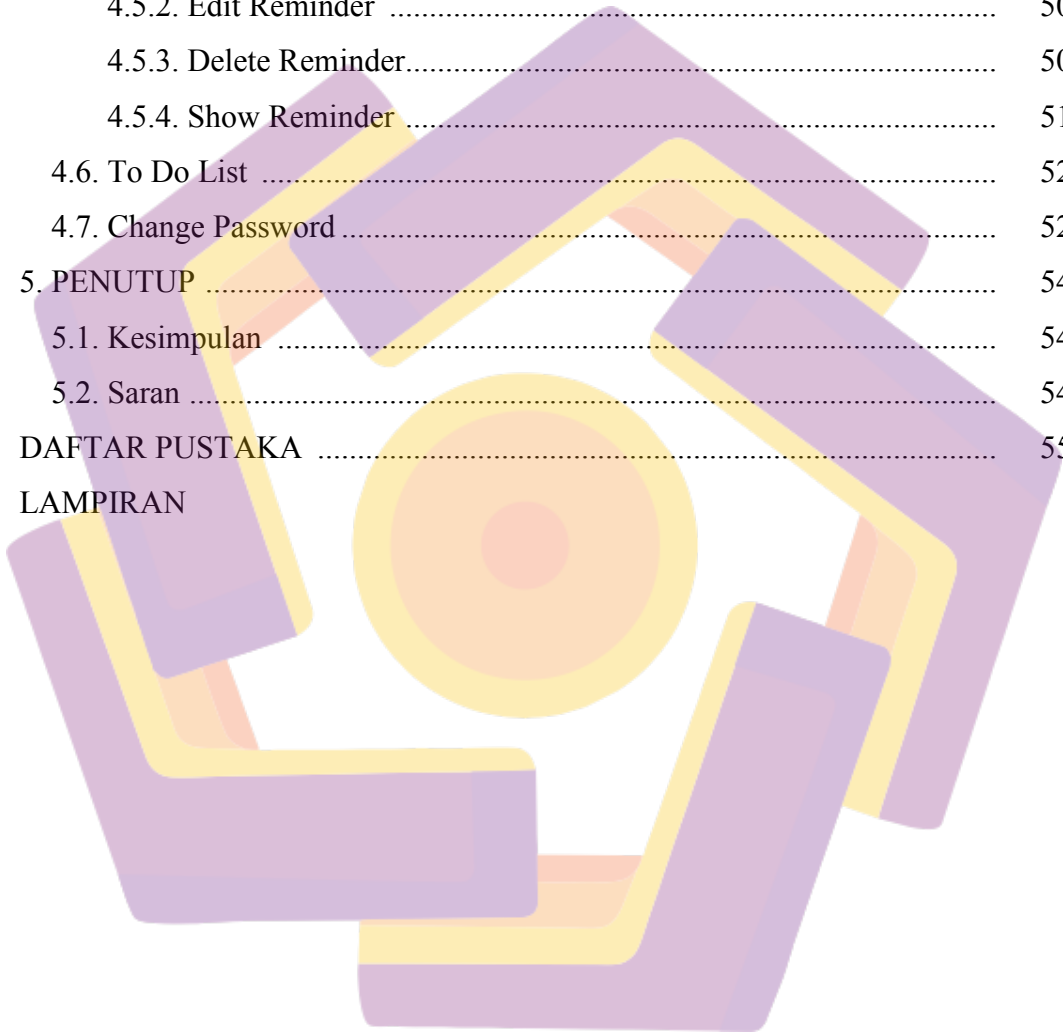 4.5.2. Edit Reminder ........................................................................... 50
4.5.3. Delete Reminder......................................................................... 50
4.5.4. Show Reminder ......................................................................... 51
4.6. To Do List ........................................................................................... 52
4.7. Change Password ................................................................................. 52
5. PENUTUP ................................................................................................ 54
5.1. Kesimpulan ......................................................................................... 54
5.2. Saran .................................................................................................... 54
DAFTAR PUSTAKA .................................................................................... 55
LAMPIRAN